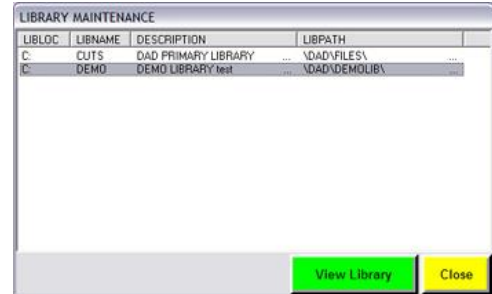 LIBRARY MAINTENANCE
LIBLOC LIBNAME DESCRIPTION LIBPATH
C: CUTS DAD PRIMARY LIBRARY ... \DAD\FILES\ ...
C: DEMO DEMO LIBRARY test ... \DAD\DEMOLIB\ ...
View Library Close